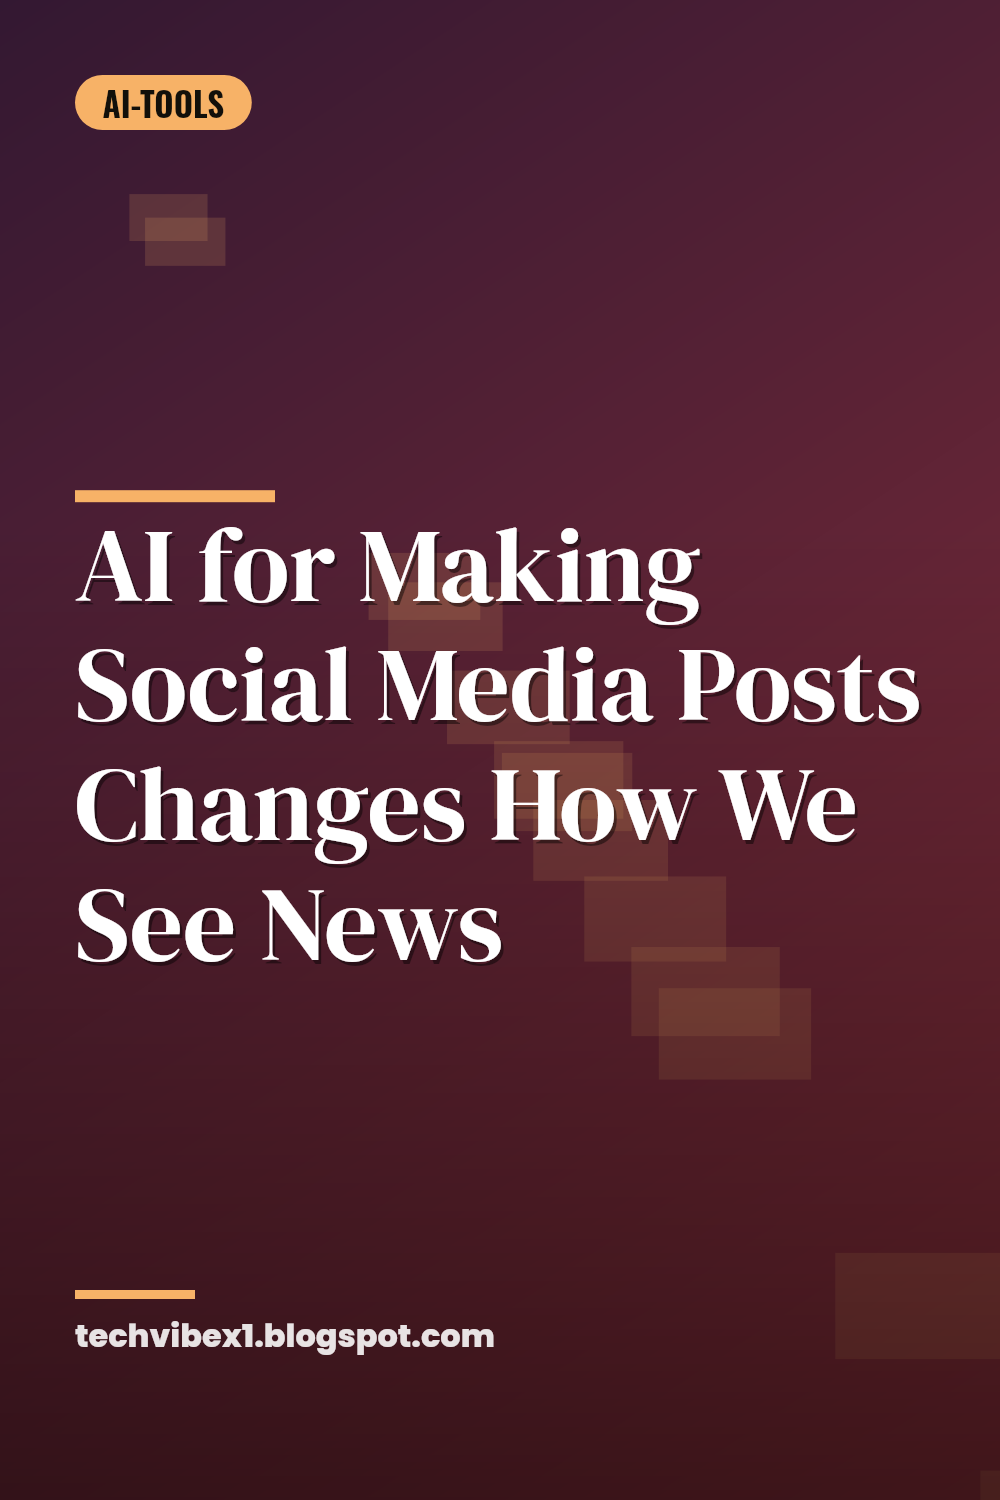 AI-TOOLS
AI for Making
Social Media Posts
Changes How We
See News
techvibex1.blogspot.com